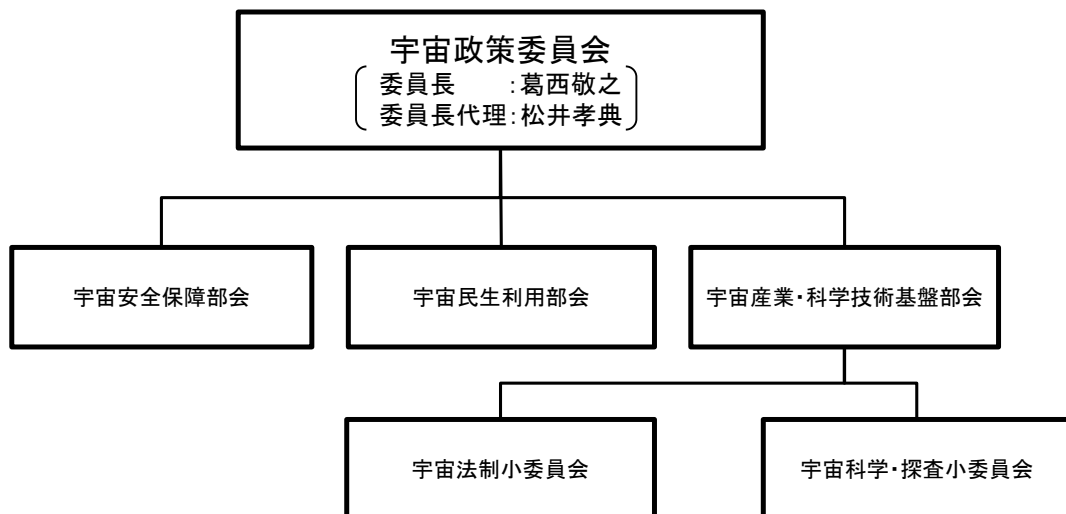 宇宙政策委員会
委員長　　：葛西敬之
委員長代理：松井孝典
宇宙安全保障部会
宇宙民生利用部会
宇宙産業・科学技術基盤部会
宇宙法制小委員会
宇宙科学・探査小委員会